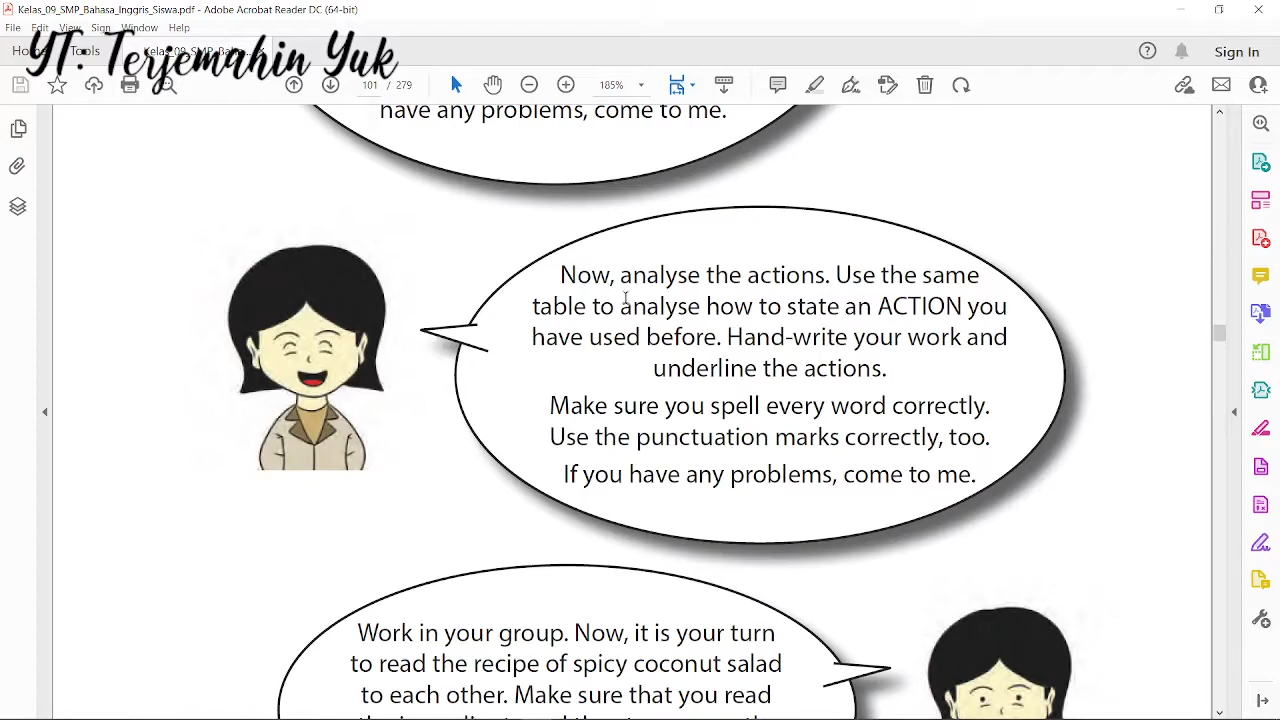 Kelas_09_SMP_Bahasa_Inggris_Siswa.pdf - Adobe Acrobat Reader DC (64-bit)
File Edit View Sign Window Help
YT: Terjemahin Yuk
Home Tools
Sign In
101 / 279
185%
have any problems, come to me.
Now, analyse the actions. Use the same
table to analyse how to state an ACTION you
have used before. Hand-write your work and
underline the actions.
Make sure you spell every word correctly.
Use the punctuation marks correctly, too.
If you have any problems, come to me.
Work in your group. Now, it is your turn
to read the recipe of spicy coconut salad
to each other. Make sure that you read